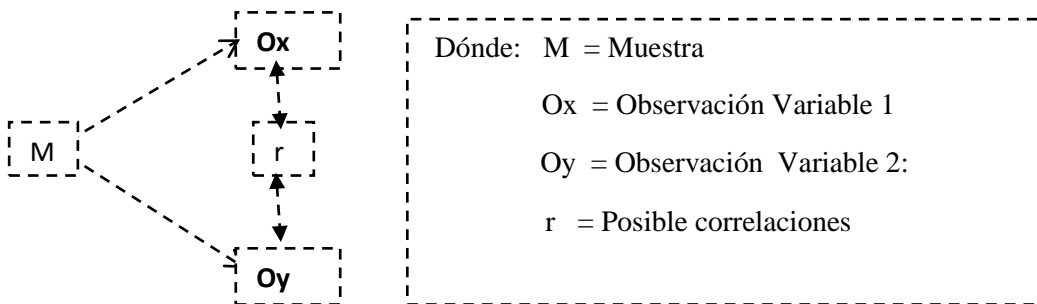 Ox
M
r
Oy
Dónde: M = Muestra
Ox = Observación Variable 1
Oy = Observación Variable 2:
r = Posible correlaciones